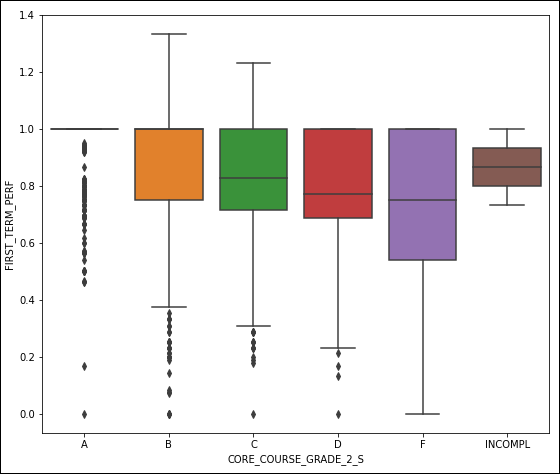 1.4
1.2
1.0
0.8
0.6
0.4
0.2
0.0
FIRST_TERM_PERF
A B C D F INCOMPL
CORE_COURSE_GRADE_2_S